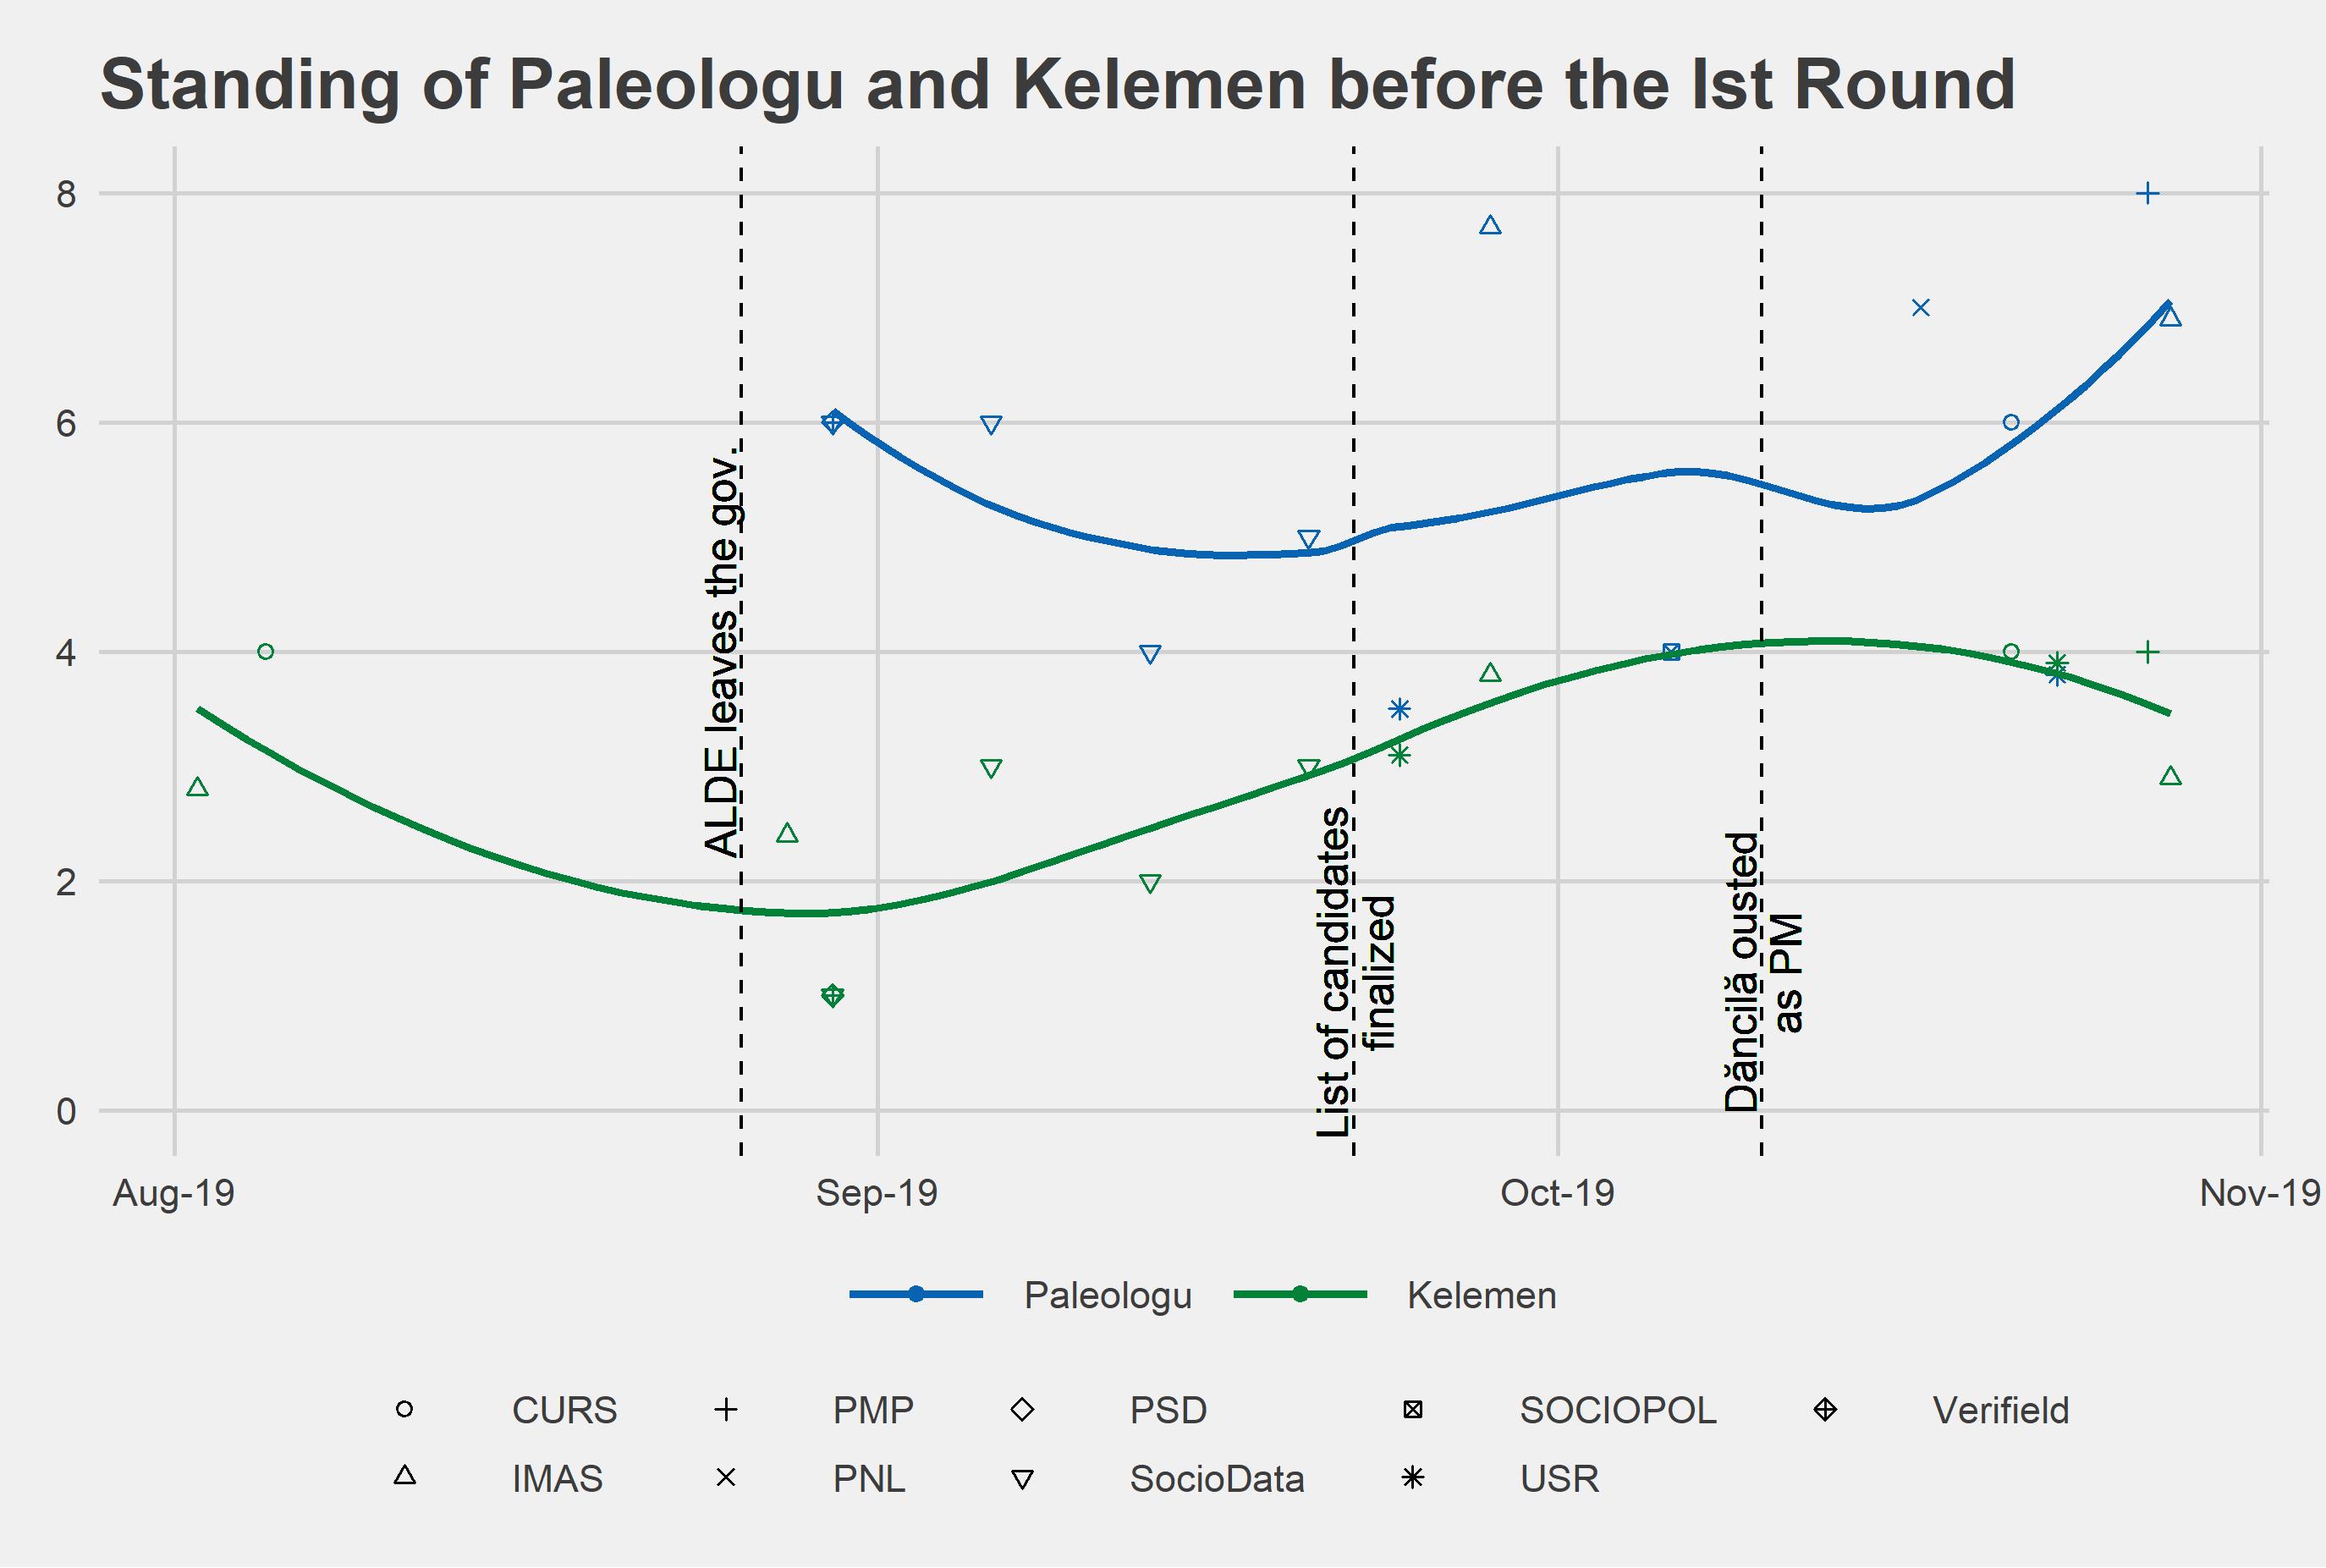 Standing of Paleologu and Kelemen before the Ist Round
8
6
4
2
0
ALDE leaves the gov.
List of candidates
finalized
Dăncilă ousted
as PM
Aug-19
Sep-19
Oct-19
Nov-19
Paleologu
Kelemen
CURS
PMP
PSD
SOCIOPOL
Verifield
IMAS
PNL
SocioData
USR